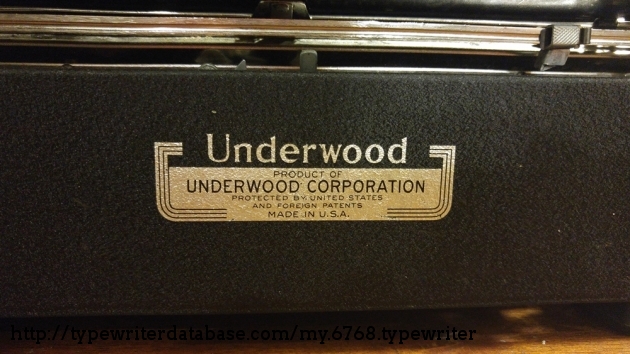 Underwood
PRODUCT OF
UNDERWOOD CORPORATION
PROTECTED BY UNITED STATES
AND FOREIGN PATENTS
MADE IN U.S.A.
http://typewriterdatabase.com/my.6768.typewriter